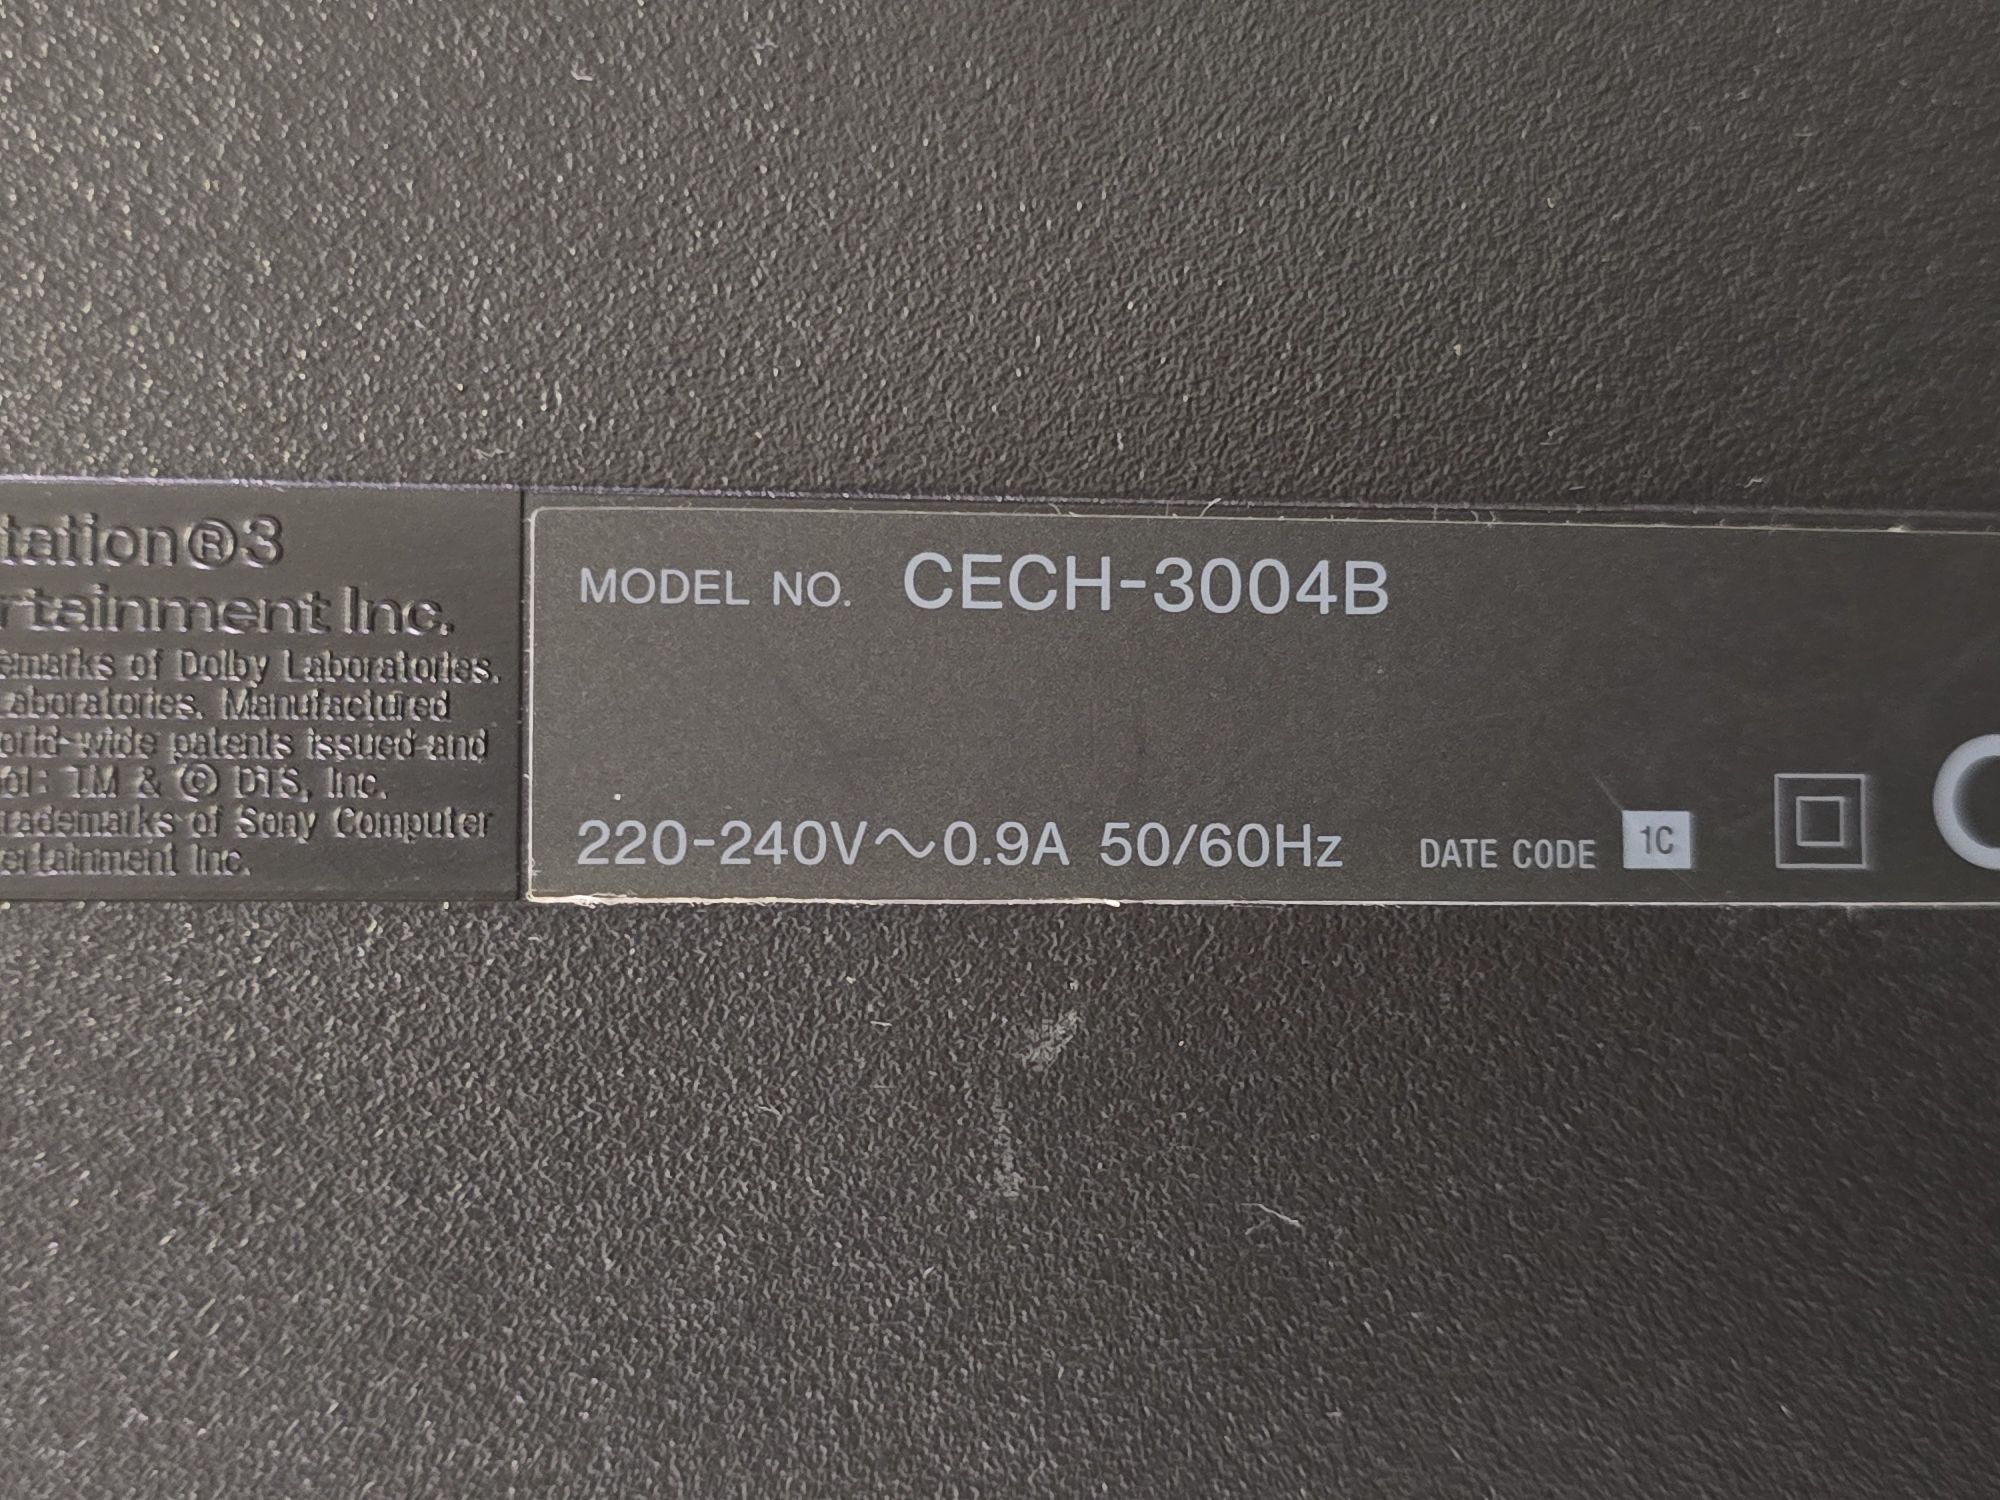 tation®3
rtainment Inc.
emarks of Dolby Laboratories.
Laboratories. Manufactured
orld-wide patents issued and
ol: TM & © DTS, Inc.
rademarks of Sony Computer
ertainment Inc.
MODEL NO. CECH-3004B
220-240V～0.9A 50/60Hz DATE CODE 1C